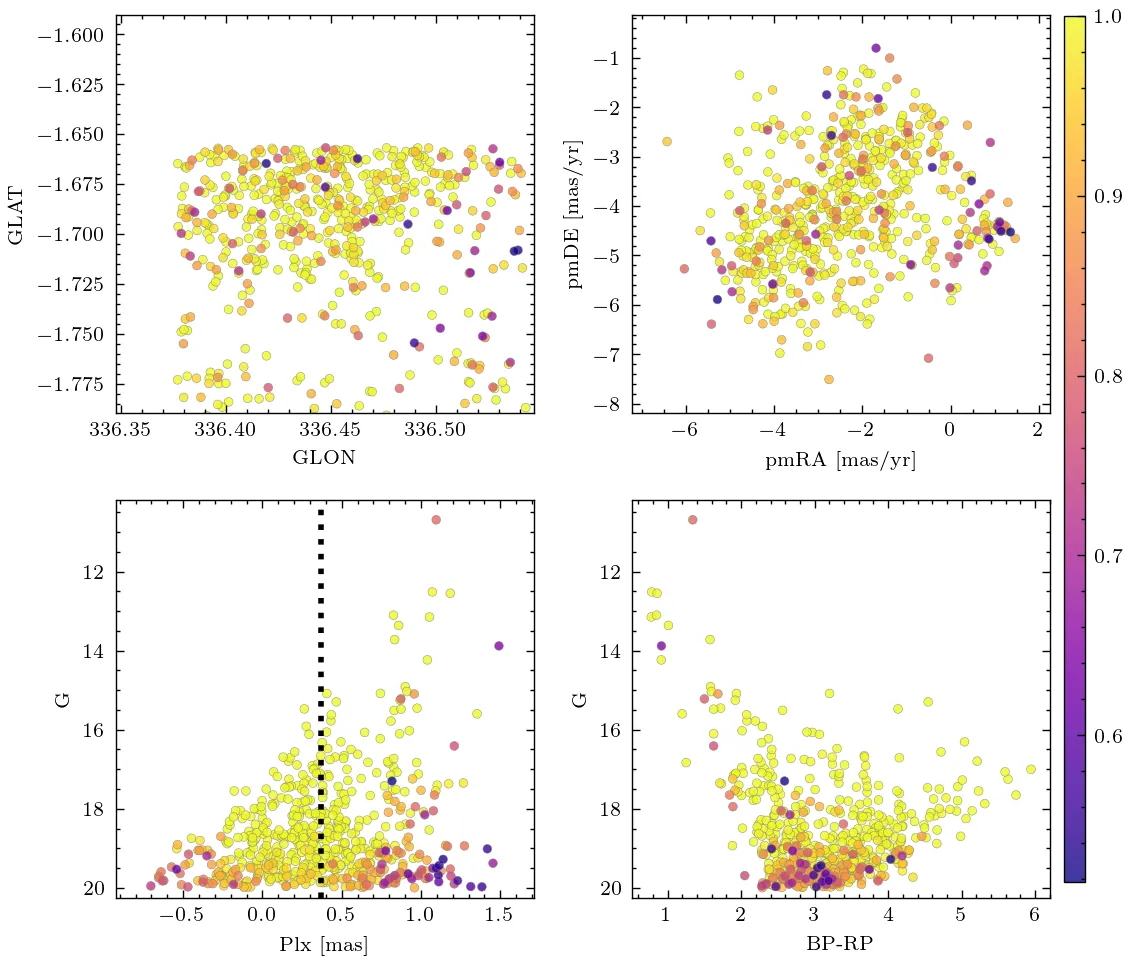 −1.600
−1.625
−1.650
−1.675
−1.700
−1.725
−1.750
−1.775
GLAT
336.35 336.40 336.45 336.50
GLON
−1
−2
−3
−4
−5
−6
−7
−8
pmDE [mas/yr]
−6 −4 −2 0 2
pmRA [mas/yr]
1.0
0.9
0.8
0.7
0.6
12
14
16
18
20
G
−0.5 0.0 0.5 1.0 1.5
Plx [mas]
12
14
16
18
20
G
1 2 3 4 5 6
BP-RP